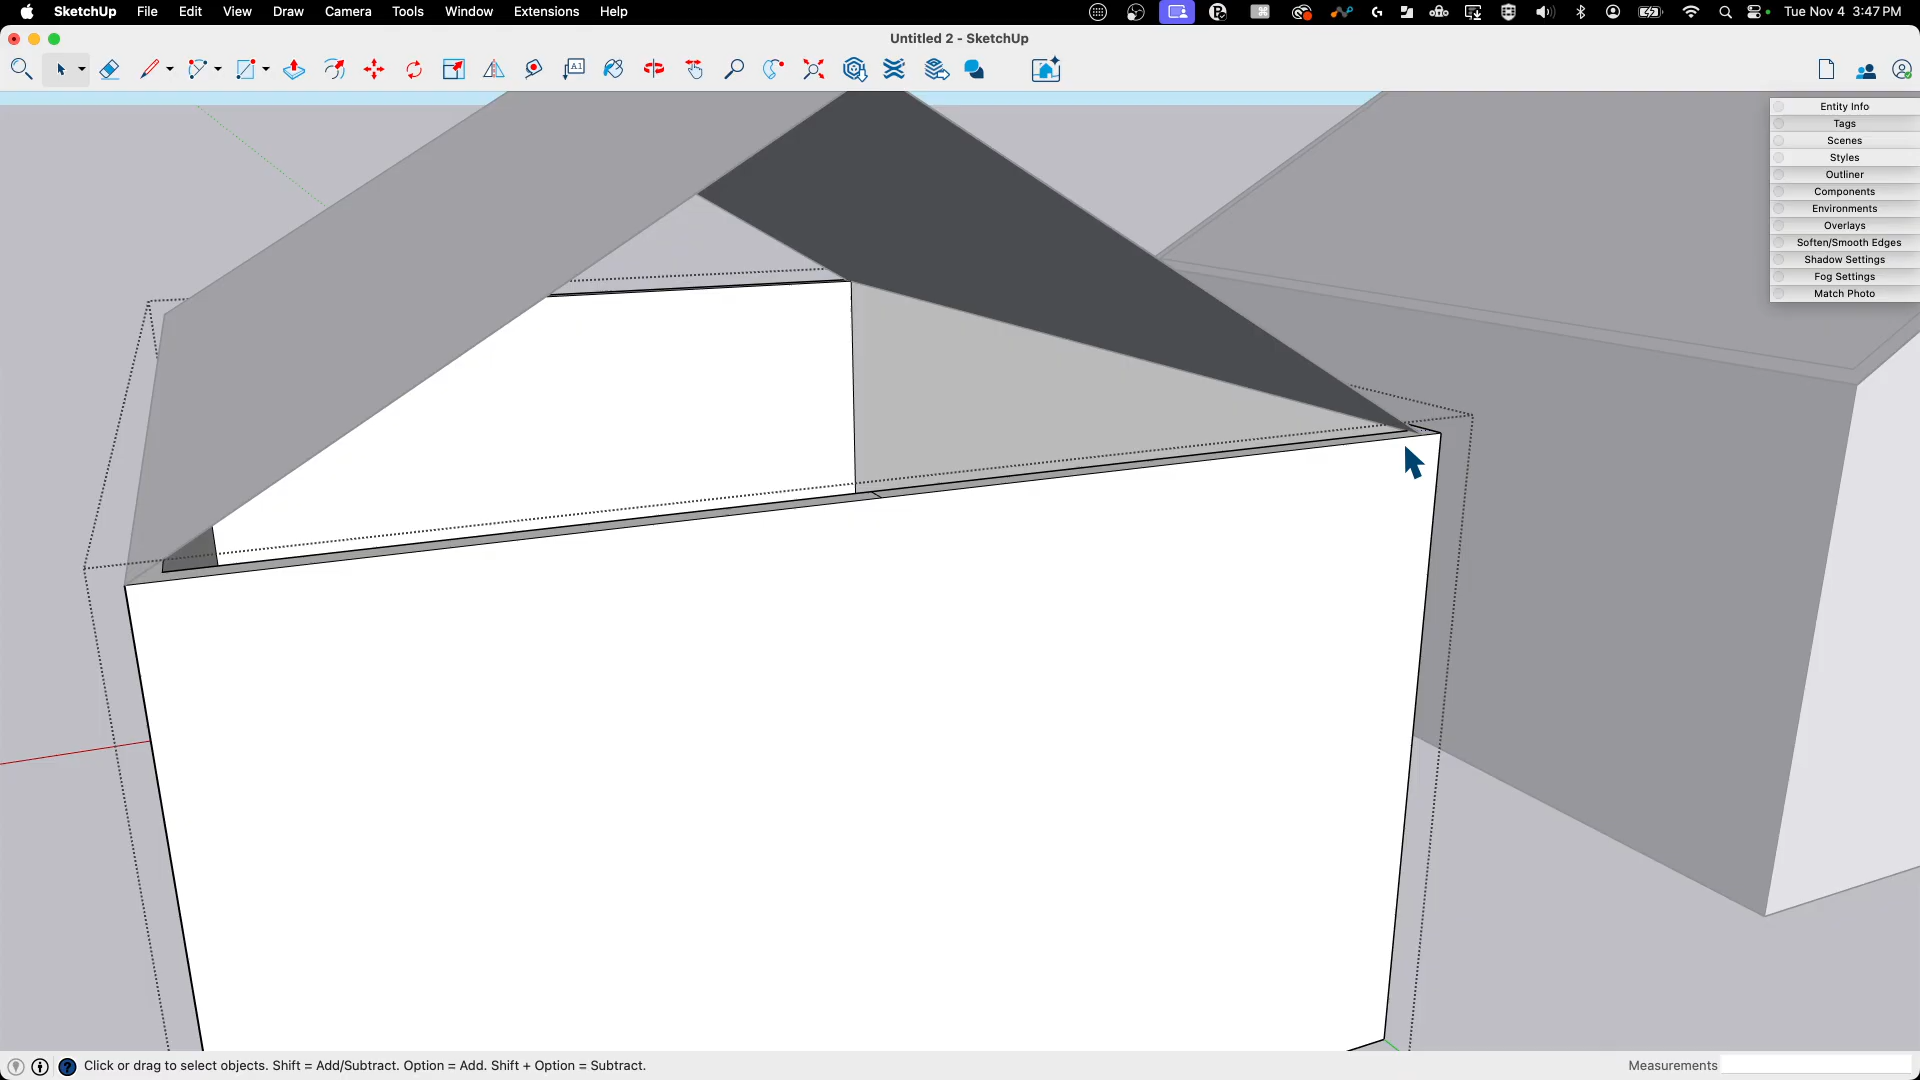 SketchUp File Edit View Draw Camera Tools Window Extensions Help Tue Nov 4 3:47 PM
Untitled 2 - SketchUp
A1
Entity Info
Tags
Scenes
Styles
Outliner
Components
Environments
Overlays
Soften/Smooth Edges
Shadow Settings
Fog Settings
Match Photo
Click or drag to select objects. Shift = Add/Subtract. Option = Add. Shift + Option = Subtract.
Measurements